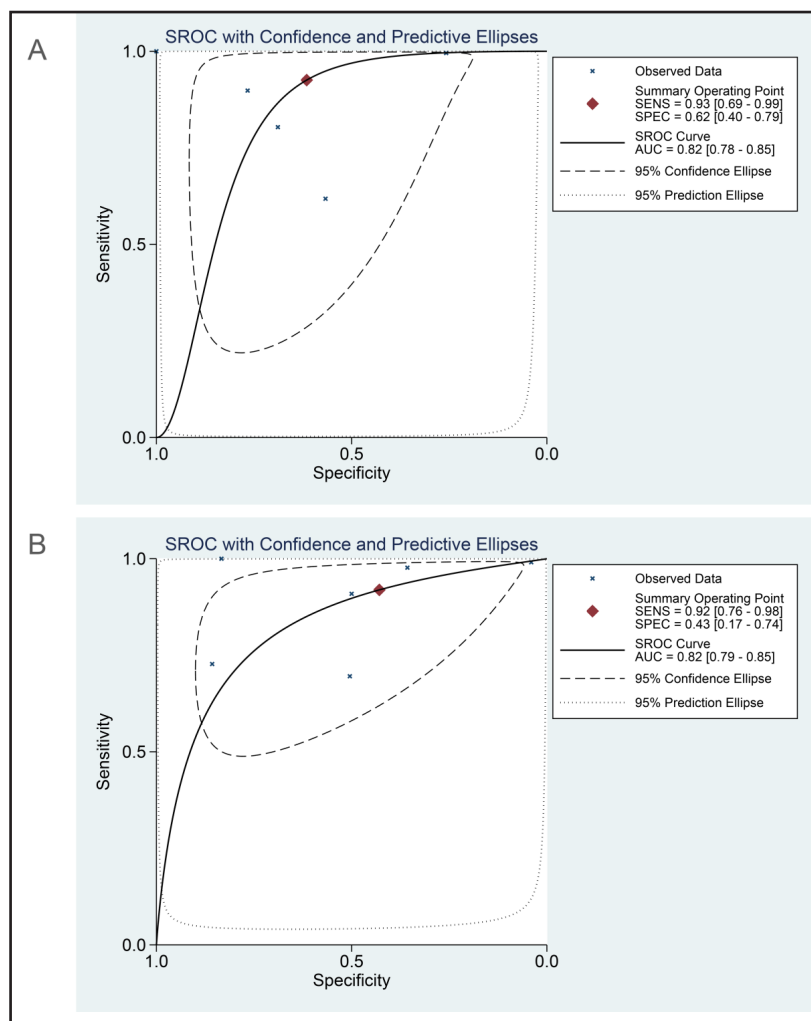 A
SROC with Confidence and Predictive Ellipses
1.0
0.5
0.0
Sensitivity
1.0
0.5
0.0
Specificity
Observed Data
Summary Operating Point
SENS = 0.93 [0.69 - 0.99]
SPEC = 0.62 [0.40 - 0.79]
SROC Curve
AUC = 0.82 [0.78 - 0.85]
95% Confidence Ellipse
95% Prediction Ellipse
B
SROC with Confidence and Predictive Ellipses
1.0
0.5
0.0
Sensitivity
1.0
0.5
0.0
Specificity
Observed Data
Summary Operating Point
SENS = 0.92 [0.76 - 0.98]
SPEC = 0.43 [0.17 - 0.74]
SROC Curve
AUC = 0.82 [0.79 - 0.85]
95% Confidence Ellipse
95% Prediction Ellipse